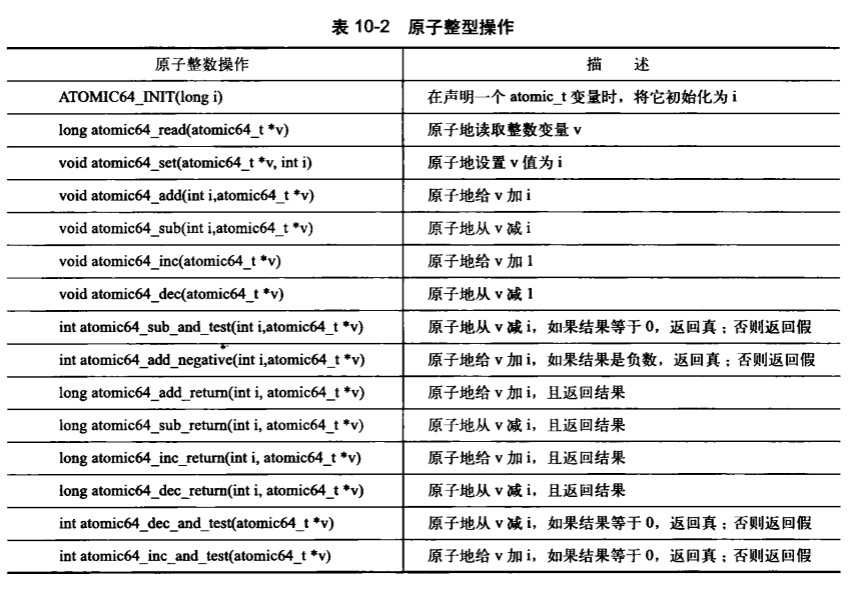 表 10-2 原子整型操作
原子整数操作 描 述
ATOMIC64_INIT(long i) 在声明一个 atomic_t 变量时，将它初始化为 i
long atomic64_read(atomic64_t *v) 原子地读取整数变量 v
void atomic64_set(atomic64_t *v, int i) 原子地设置 v 值为 i
void atomic64_add(int i,atomic64_t *v) 原子地给 v 加 i
void atomic64_sub(int i,atomic64_t *v) 原子地从 v 减 i
void atomic64_inc(atomic64_t *v) 原子地给 v 加 1
void atomic64_dec(atomic64_t *v) 原子地从 v 减 1
int atomic64_sub_and_test(int i,atomic64_t *v) 原子地从 v 减 i，如果结果等于 0，返回真；否则返回假
int atomic64_add_negative(int i,atomic64_t *v) 原子地给 v 加 i，如果结果是负数，返回真；否则返回假
long atomic64_add_return(int i, atomic64_t *v) 原子地给 v 加 i，且返回结果
long atomic64_sub_return(int i, atomic64_t *v) 原子地从 v 减 i，且返回结果
long atomic64_inc_return(int i, atomic64_t *v) 原子地给 v 加 i，且返回结果
long atomic64_dec_return(int i, atomic64_t *v) 原子地从 v 减 i，且返回结果
int atomic64_dec_and_test(atomic64_t *v) 原子地从 v 减 i，如果结果等于 0，返回真；否则返回假
int atomic64_inc_and_test(atomic64_t *v) 原子地给 v 加 i，如果结果等于 0，返回真；否则返回假